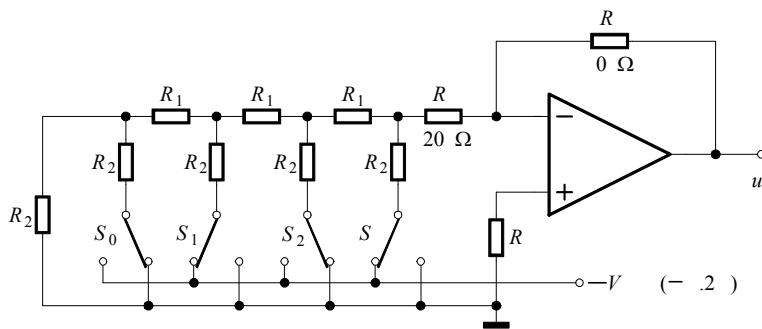 R
0 Ω
R₁ R₁ R₁ R
20 Ω
−
R₂ R₂ R₂ R₂
+
u
R₂ S₀ S₁ S₂ S R
—V (— .2 )